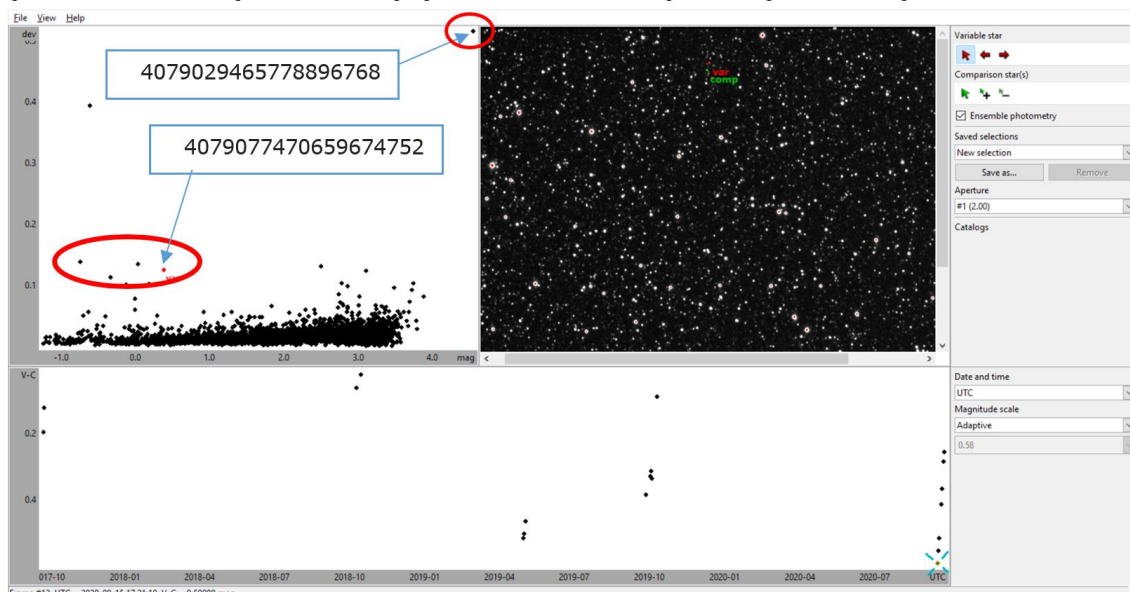 File View Help
dev
0.5
4079029465778896768
4079077470659674752
0.4
0.3
0.2
0.1
-1.0 0.0 1.0 2.0 3.0 4.0 mag
var
comp
Variable star
Comparison star(s)
Ensemble photometry
Saved selections
New selection
Save as... Remove
Aperture
#1 (2.00)
Catalogs
V-C
0.2
0.4
017-10 2018-01 2018-04 2018-07 2018-10 2019-01 2019-04 2019-07 2019-10 2020-01 2020-04 2020-07 UTC
Date and time
UTC
Magnitude scale
Adaptive
0.58